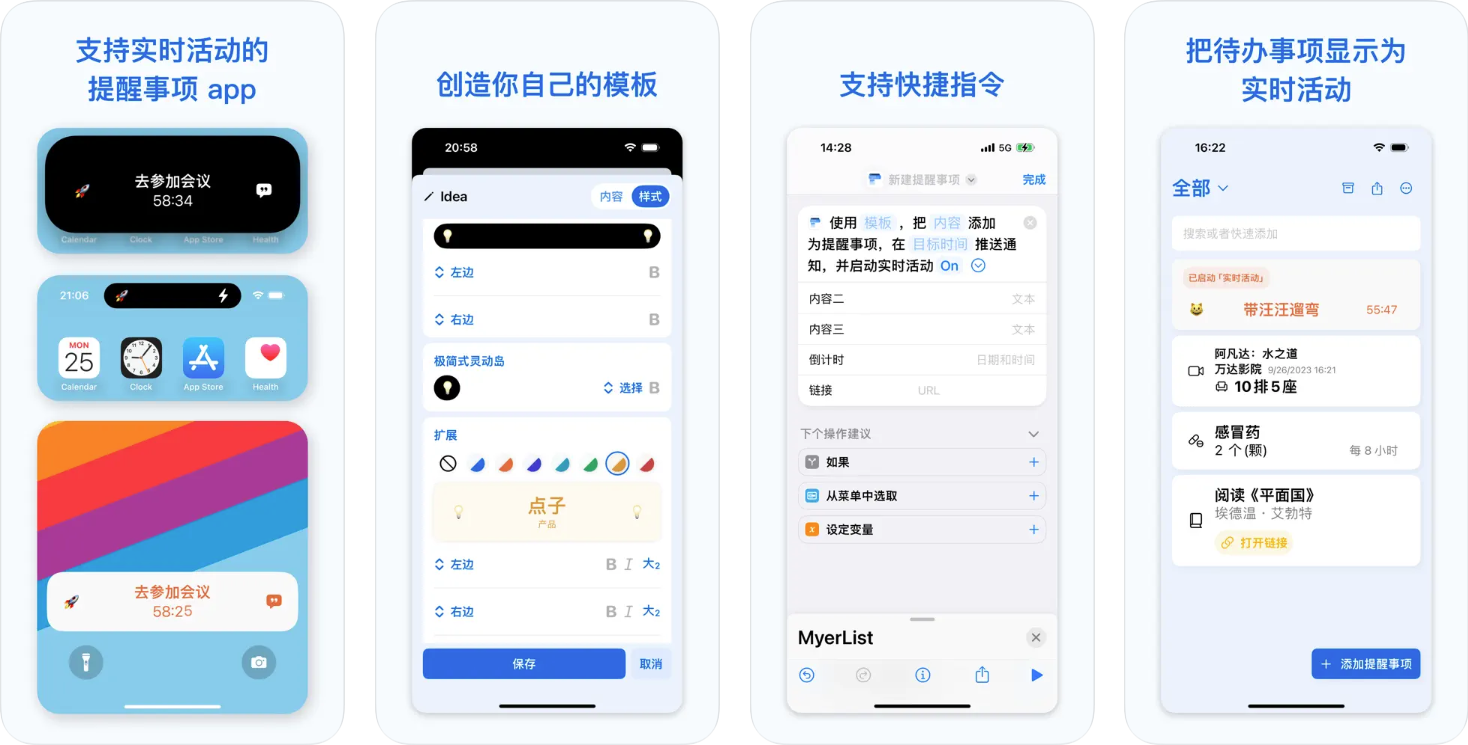 支持实时活动的
提醒事项 app
去参加会议
58:34
Calendar
Clock
App Store
Health
21:06
MON
25
Calendar
Clock
App Store
Health
去参加会议
58:25
创造你自己的模板
20:58
Idea
内容
样式
左边
B
右边
B
极简式灵动岛
选择 B
扩展
点子
产品
左边
B I 大2
右边
B I 大2
保存
取消
支持快捷指令
14:28
5G
新建提醒事项
完成
使用 模板 ，把 内容 添加
为提醒事项，在 目标时间 推送通
知，并启动实时活动 On
内容二
文本
内容三
文本
倒计时
日期和时间
链接
URL
下个操作建议
如果
从菜单中选取
x 设定变量
MyerList
把待办事项显示为
实时活动
16:22
全部
搜索或者快速添加
已启动「实时活动」
带汪汪遛弯
55:47
阿凡达：水之道
万达影院 9/26/2023 16:21
10排5座
感冒药
2 个(颗)
每 8 小时
阅读《平面国》
埃德温 · 艾勃特
打开链接
添加提醒事项